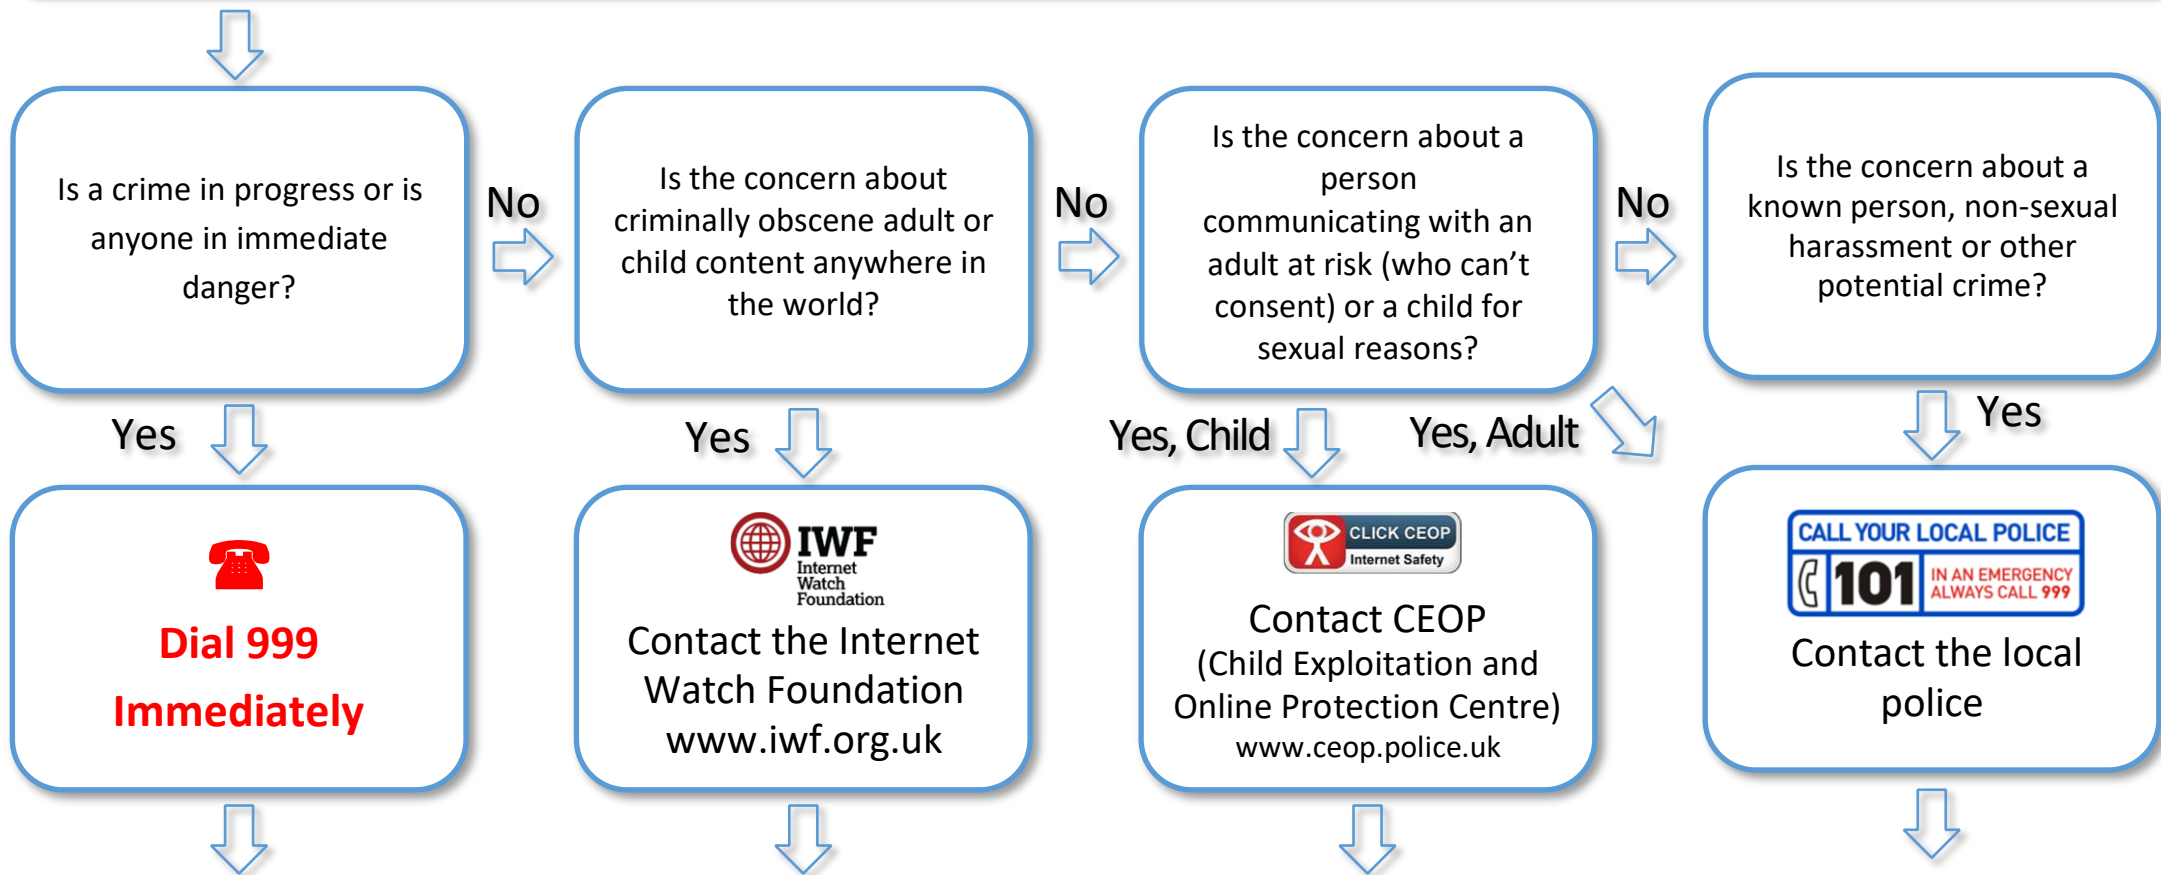 Is a crime in progress or is
anyone in immediate
danger?
No
Is the concern about
criminally obscene adult or
child content anywhere in
the world?
No
Is the concern about a
person
communicating with an
adult at risk (who can’t
consent) or a child for
sexual reasons?
No
Is the concern about a
known person, non-sexual
harassment or other
potential crime?
Yes
Yes
Yes, Child
Yes, Adult
Yes
Dial 999
Immediately
IWF
Internet
Watch
Foundation
Contact the Internet
Watch Foundation
www.iwf.org.uk
CLICK CEOP
Internet Safety
Contact CEOP
(Child Exploitation and
Online Protection Centre)
www.ceop.police.uk
CALL YOUR LOCAL POLICE
101
IN AN EMERGENCY
ALWAYS CALL 999
Contact the local
police